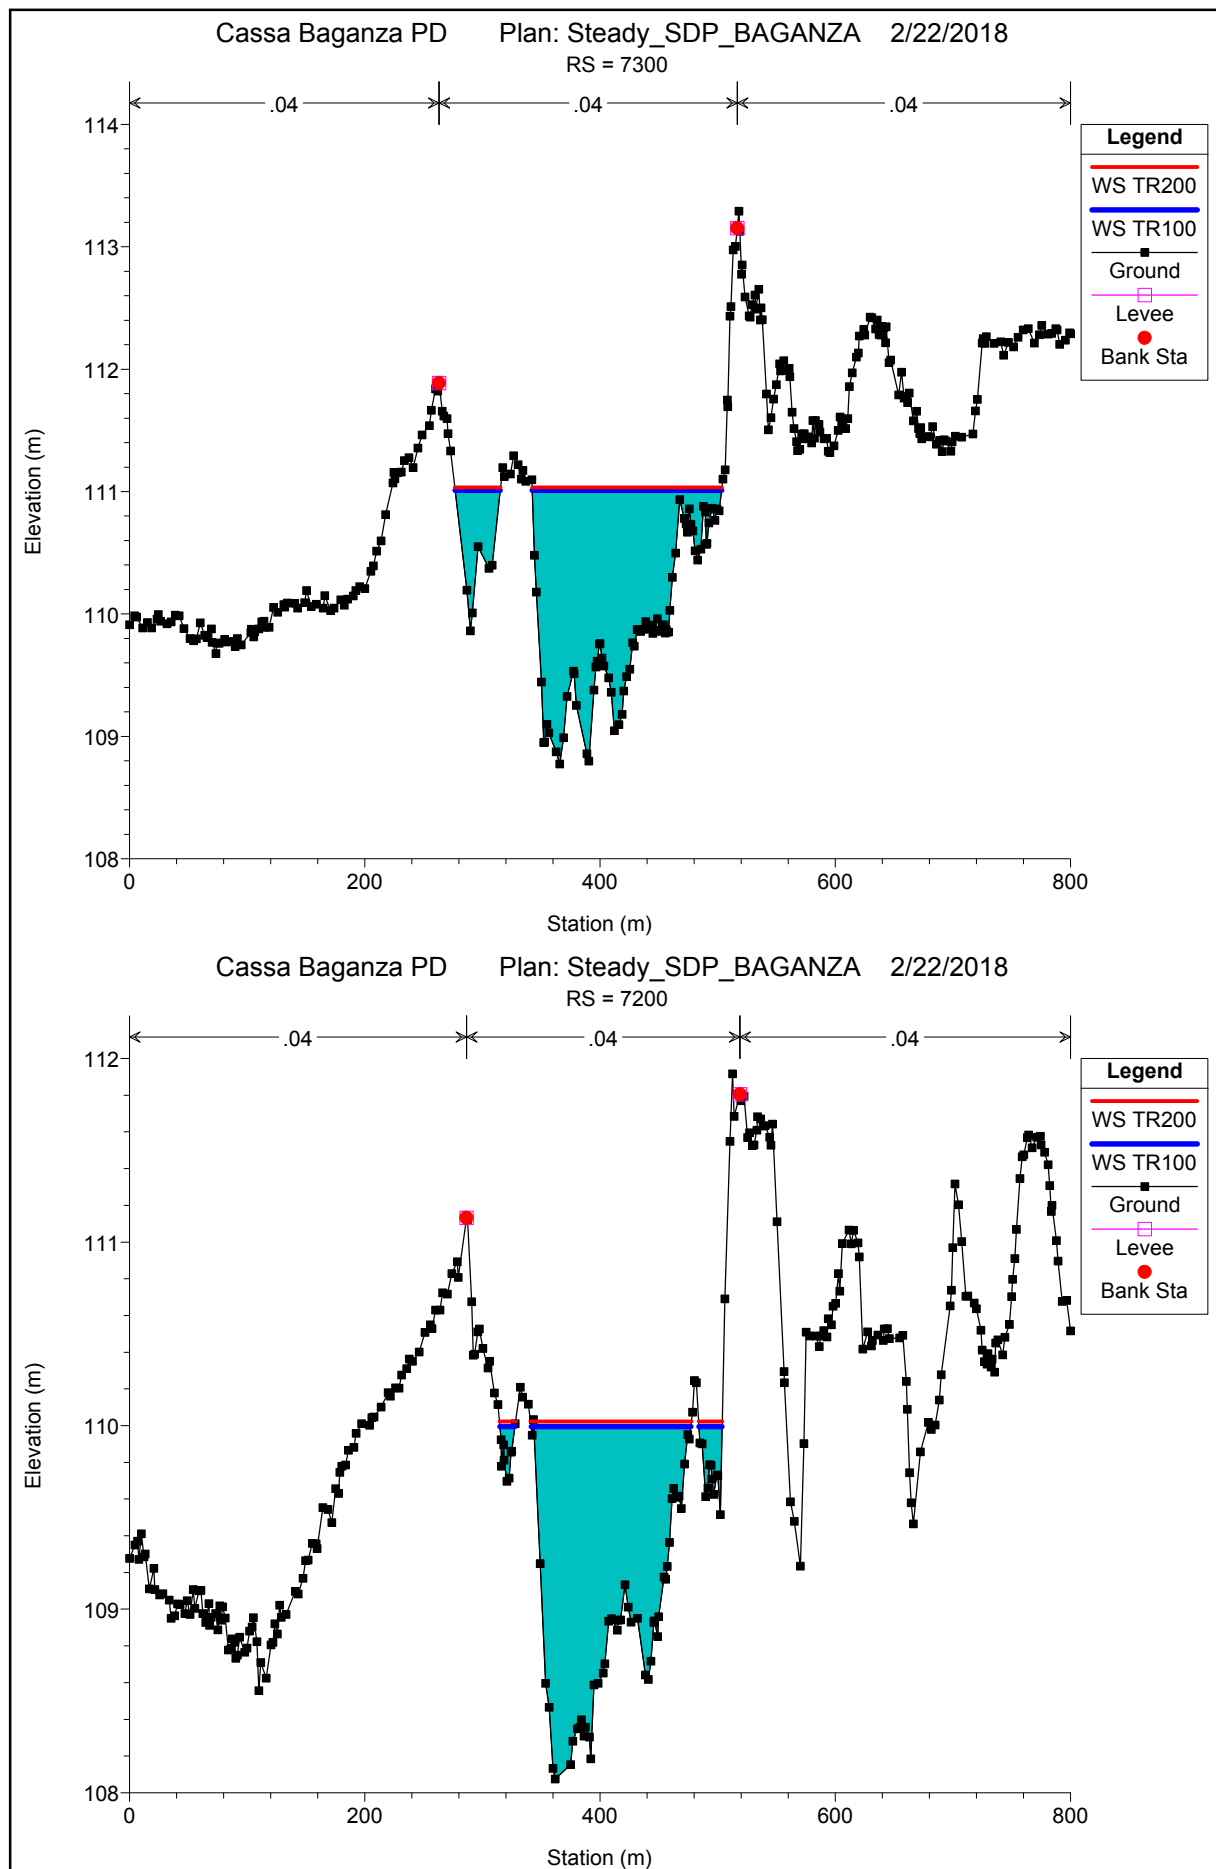 Cassa Baganza PD Plan: Steady_SDP_BAGANZA 2/22/2018
RS = 7300
.04 .04 .04
114
113
112
111
110
109
108
Elevation (m)
0 200 400 600 800
Station (m)
Legend
WS TR200
WS TR100
Ground
Levee
Bank Sta
Cassa Baganza PD Plan: Steady_SDP_BAGANZA 2/22/2018
RS = 7200
.04 .04 .04
112
111
110
109
108
Elevation (m)
0 200 400 600 800
Station (m)
Legend
WS TR200
WS TR100
Ground
Levee
Bank Sta